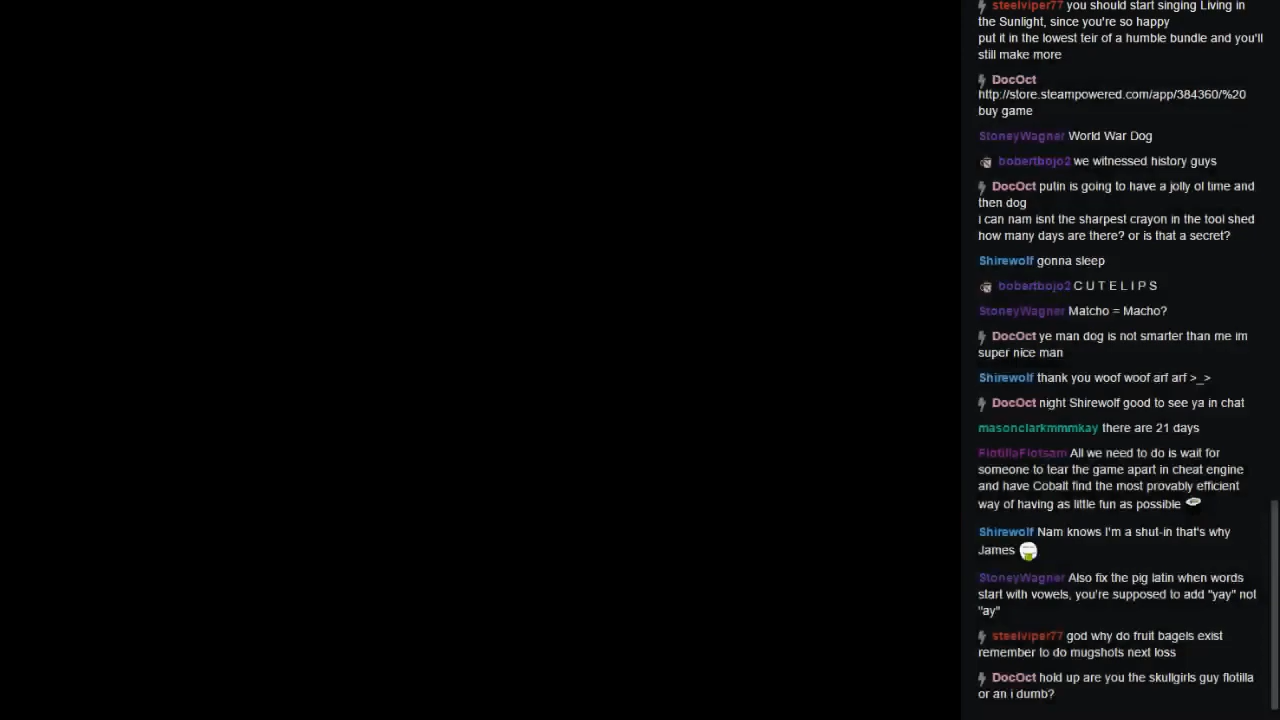 steelviper77 you should start singing Living in
the Sunlight, since you're so happy
put it in the lowest teir of a humble bundle and you'll
still make more
DocOct
http://store.steampowered.com/app/384360/%20
buy game
StoneyWagner World War Dog
bobertbojo2 we witnessed history guys
DocOct putin is going to have a jolly ol time and
then dog
i can nam isnt the sharpest crayon in the tool shed
how many days are there? or is that a secret?
Shirewolf gonna sleep
bobertbojo2 C U T E L I P S
StoneyWagner Matcho = Macho?
DocOct ye man dog is not smarter than me im
super nice man
Shirewolf thank you woof woof arf arf >_>
DocOct night Shirewolf good to see ya in chat
masonclarkmmmkay there are 21 days
FlotillaFlotsam All we need to do is wait for
someone to tear the game apart in cheat engine
and have Cobalt find the most provably efficient
way of having as little fun as possible
Shirewolf Nam knows I'm a shut-in that's why
James
StoneyWagner Also fix the pig latin when words
start with vowels, you're supposed to add "yay" not
"ay"
steelviper77 god why do fruit bagels exist
remember to do mugshots next loss
DocOct hold up are you the skullgirls guy flotilla
or an i dumb?